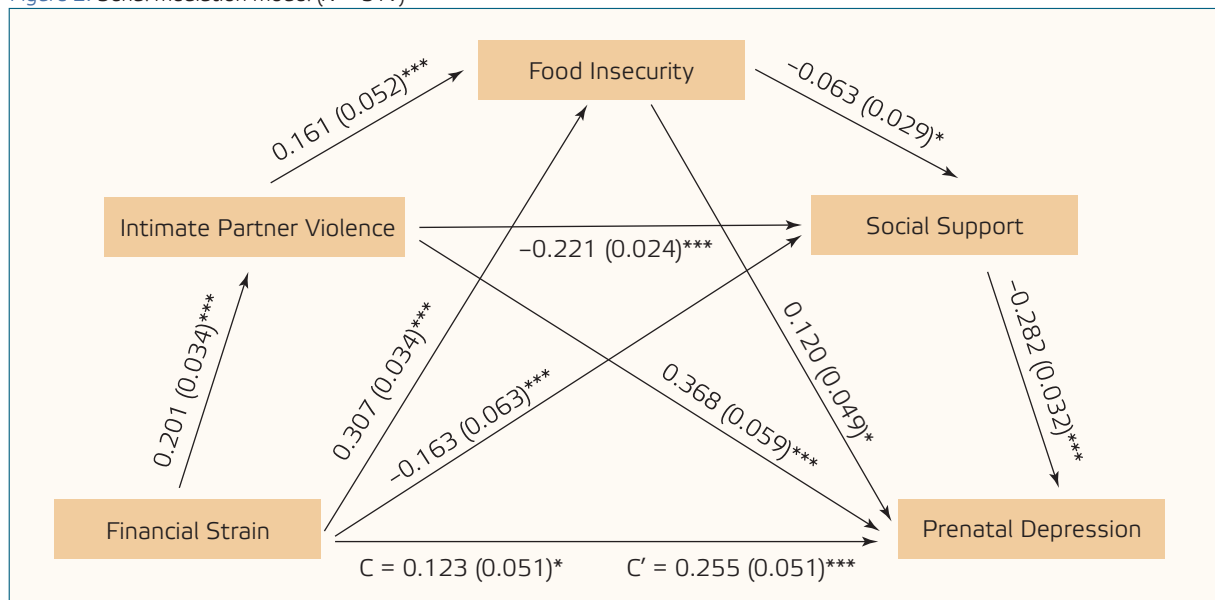 Food Insecurity
0.161 (0.052)***
−0.063 (0.029)*
Intimate Partner Violence
Social Support
−0.221 (0.024)***
0.201 (0.034)***
0.307 (0.034)***
−0.163 (0.063)***
0.368 (0.059)***
0.120 (0.049)*
−0.282 (0.032)***
Financial Strain
Prenatal Depression
C = 0.123 (0.051)*
C′ = 0.255 (0.051)***